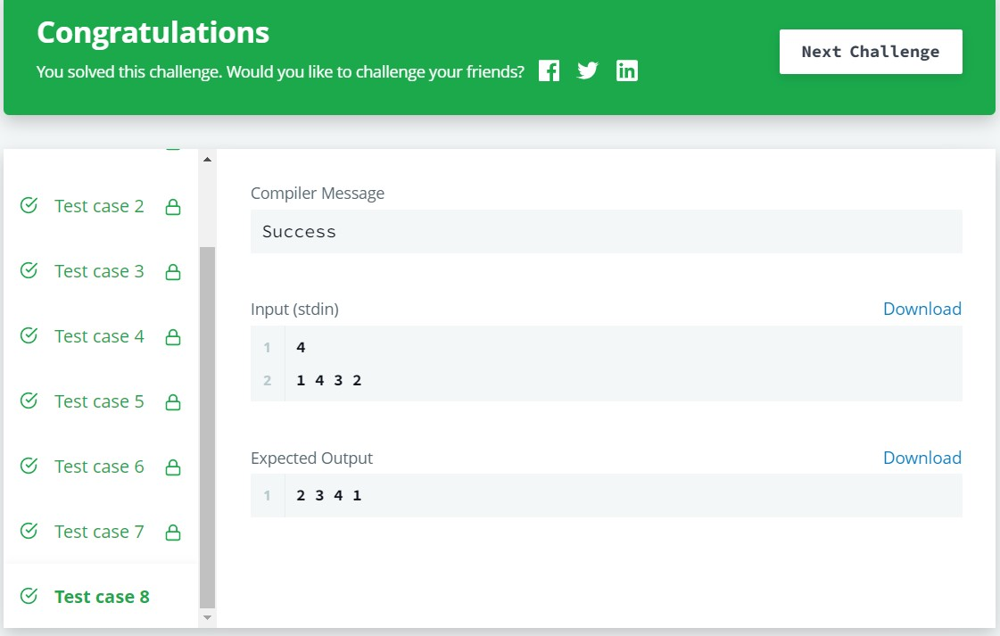 Congratulations
You solved this challenge. Would you like to challenge your friends?
Next Challenge
Test case 2
Test case 3
Test case 4
Test case 5
Test case 6
Test case 7
Test case 8
Compiler Message
Success
Input (stdin)
Download
1 4
2 1 4 3 2
Expected Output
Download
1 2 3 4 1